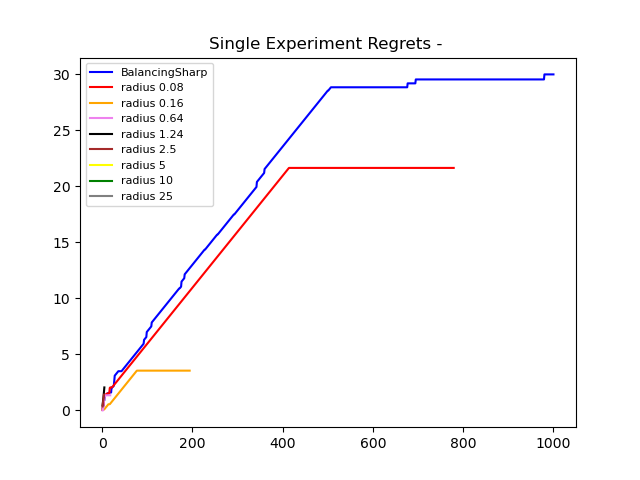 Single Experiment Regrets -
BalancingSharp
radius 0.08
radius 0.16
radius 0.64
radius 1.24
radius 2.5
radius 5
radius 10
radius 25
30
25
20
15
10
5
0
0 200 400 600 800 1000